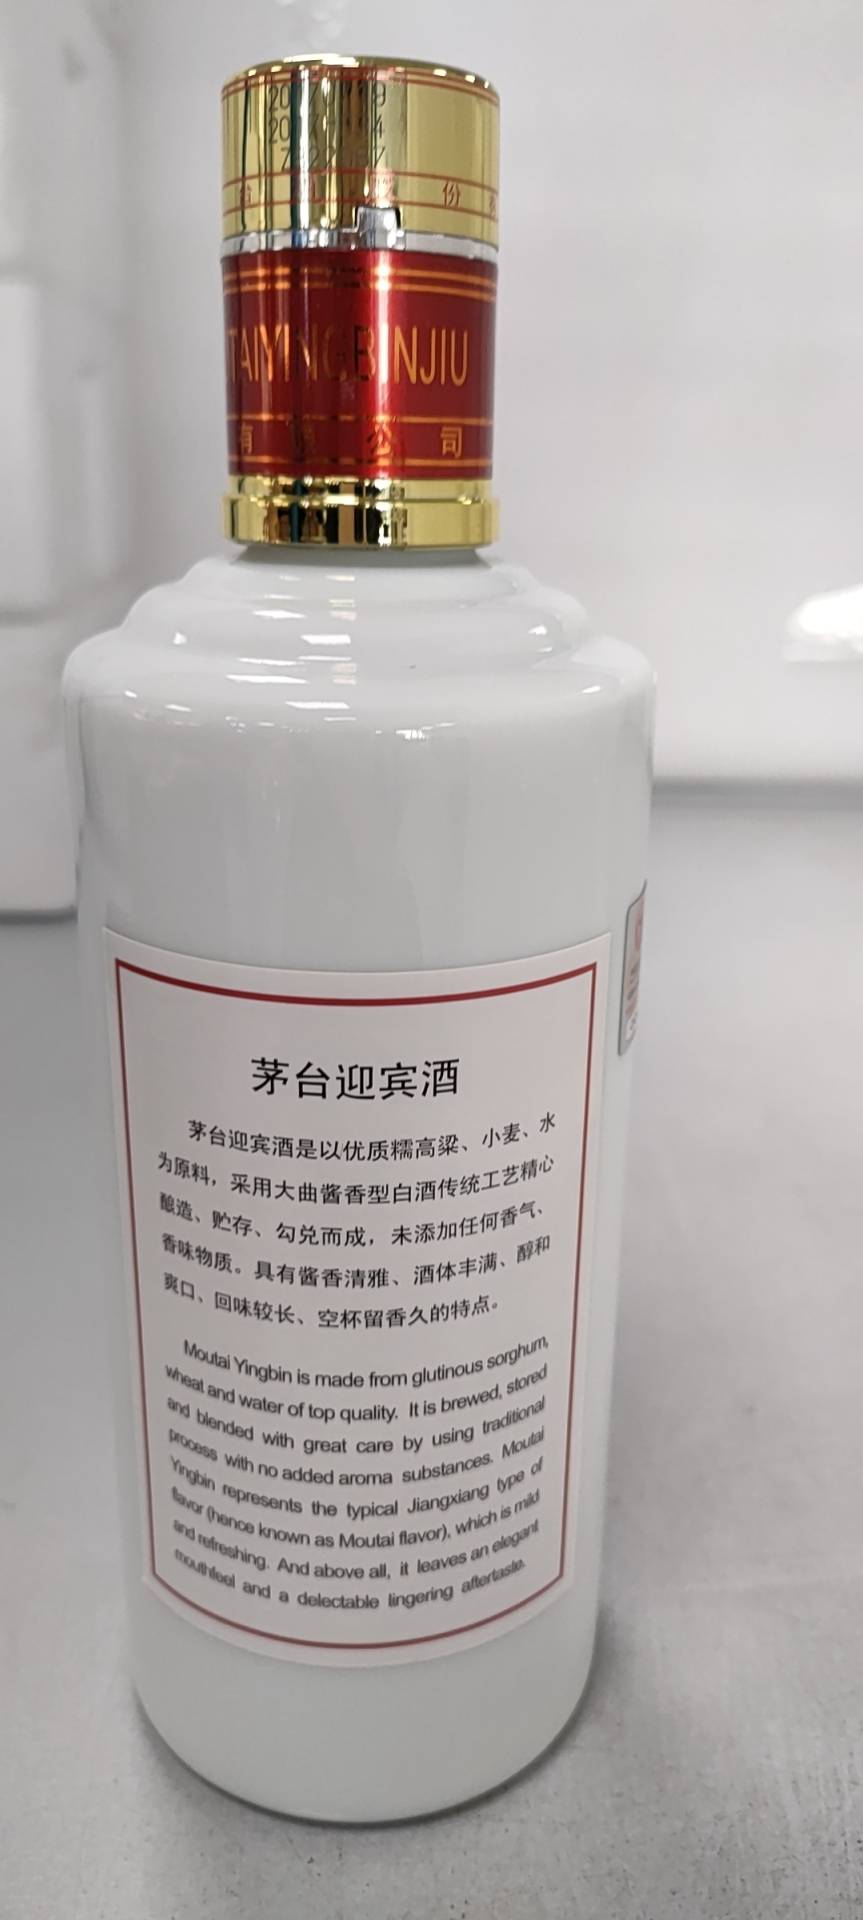 份
TAIYINGBINJIU
有限公司
茅台迎宾酒
茅台迎宾酒是以优质糯高粱、小麦、水
为原料，采用大曲酱香型白酒传统工艺精心
酿造、贮存、勾兑而成，未添加任何香气、
香味物质。具有酱香清雅、酒体丰满、醇和
爽口、回味较长、空杯留香久的特点。
Moutai Yingbin is made from glutinous sorghum,
wheat and water of top quality. It is brewed, stored
and blended with great care by using traditional
process with no added aroma substances. Moutai
Yingbin represents the typical Jiangxiang type of
flavor (hence known as Moutai flavor), which is mild
and refreshing. And above all, it leaves an elegant
mouthfeel and a delectable lingering aftertaste.